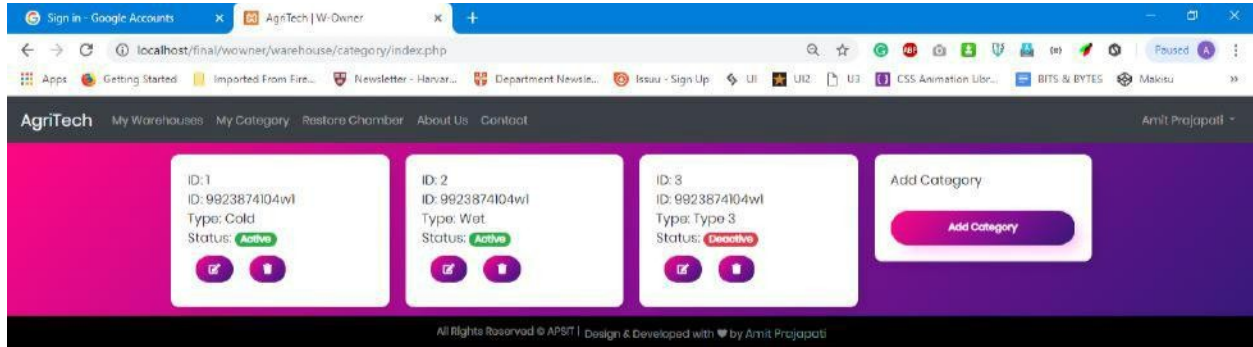 Sign in - Google Accounts
AgriTech | W-Owner
localhost/final/wowner/warehouse/category/index.php
Paused A
Apps Getting Started Imported From Fire... Newsletter - Harvar... Department Newsle... Issuu - Sign Up UI UI2 U3 CSS Animation Libr... BITS & BYTES Makisu
AgriTech My Warehouses My Category Restore Chamber About Us Contact Amit Prajapati
ID: 1
ID: 9923874104w1
Type: Cold
Status: Active
ID: 2
ID: 9923874104w1
Type: Wet
Status: Active
ID: 3
ID: 9923874104w1
Type: Type 3
Status: Deactive
Add Category
Add Category
All Rights Reserved © APSIT | Design & Developed with ♥ by Amit Prajapati